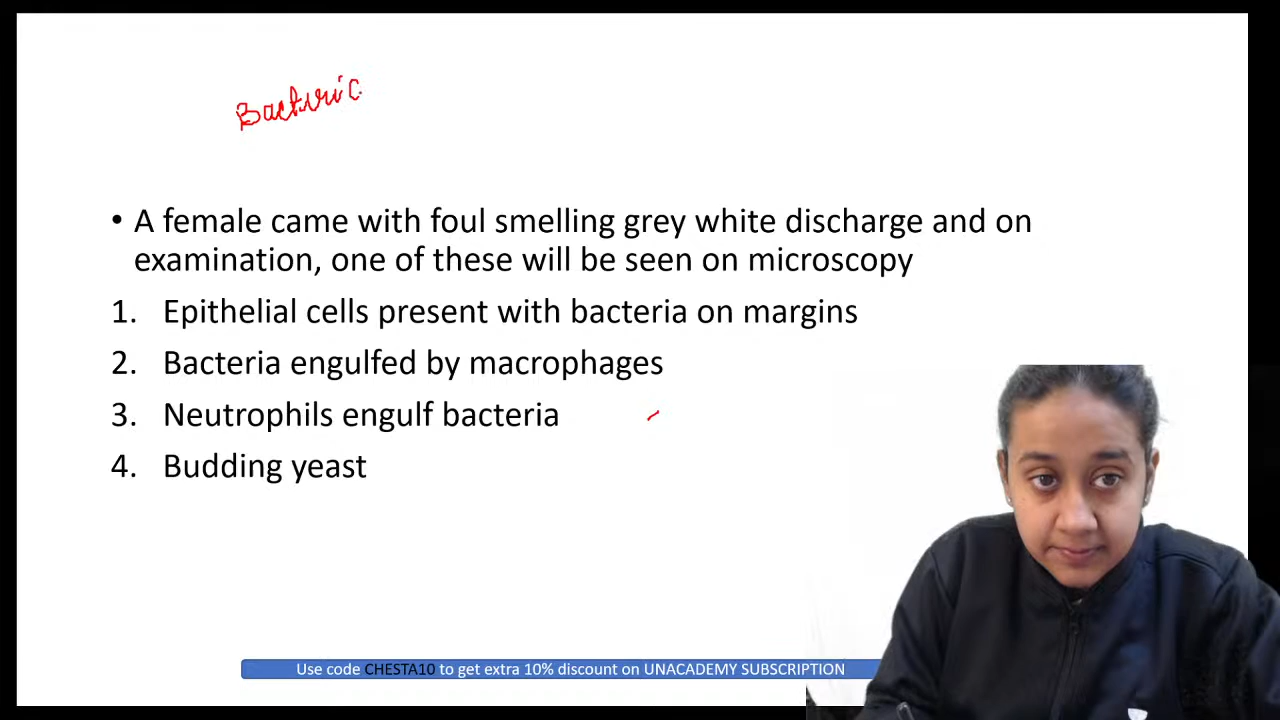 Bacteria
• A female came with foul smelling grey white discharge and on
examination, one of these will be seen on microscopy
1. Epithelial cells present with bacteria on margins
2. Bacteria engulfed by macrophages
3. Neutrophils engulf bacteria
4. Budding yeast
Use code CHESTA10 to get extra 10% discount on UNACADEMY SUBSCRIPTION